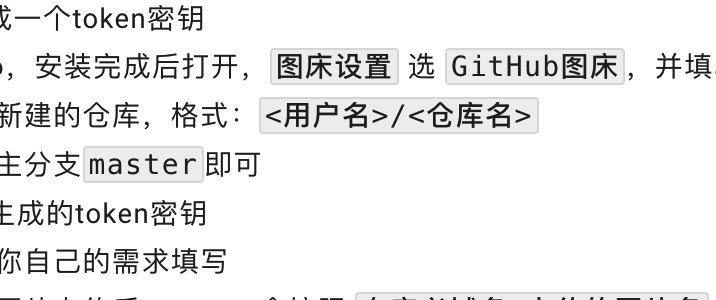 一个token密钥
，安装完成后打开， 图床设置 选 GitHub图床，并填
新建的仓库，格式：<用户名>/<仓库名>
主分支master即可
生成的token密钥
你自己的需求填写